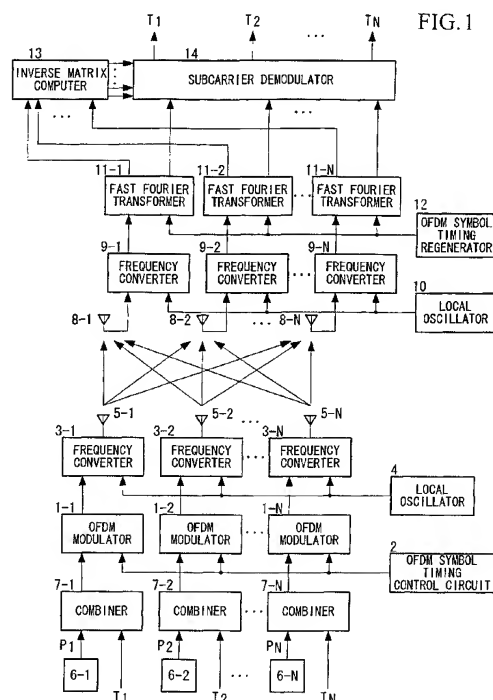 T1 T2 ... TN FIG.1
13 14
INVERSE MATRIX COMPUTER
SUBCARRIER DEMODULATOR
... ...
11-1 11-2 11-N
FAST FOURIER TRANSFORMER FAST FOURIER TRANSFORMER ... FAST FOURIER TRANSFORMER
12
OFDM SYMBOL TIMING REGENERATOR
9-1 9-2 9-N
FREQUENCY CONVERTER FREQUENCY CONVERTER ... FREQUENCY CONVERTER
10
LOCAL OSCILLATOR
8-1 8-2 ... 8-N
5-1 5-2 ... 5-N
3-1 3-2 3-N
FREQUENCY CONVERTER FREQUENCY CONVERTER ... FREQUENCY CONVERTER
4
LOCAL OSCILLATOR
1-1 1-2 1-N
OFDM MODULATOR OFDM MODULATOR ... OFDM MODULATOR
2
OFDM SYMBOL TIMING CONTROL CIRCUIT
7-1 7-2 7-N
COMBINER COMBINER ... COMBINER
P1 P2 PN
6-1 6-2 ... 6-N
T1 T2 TN